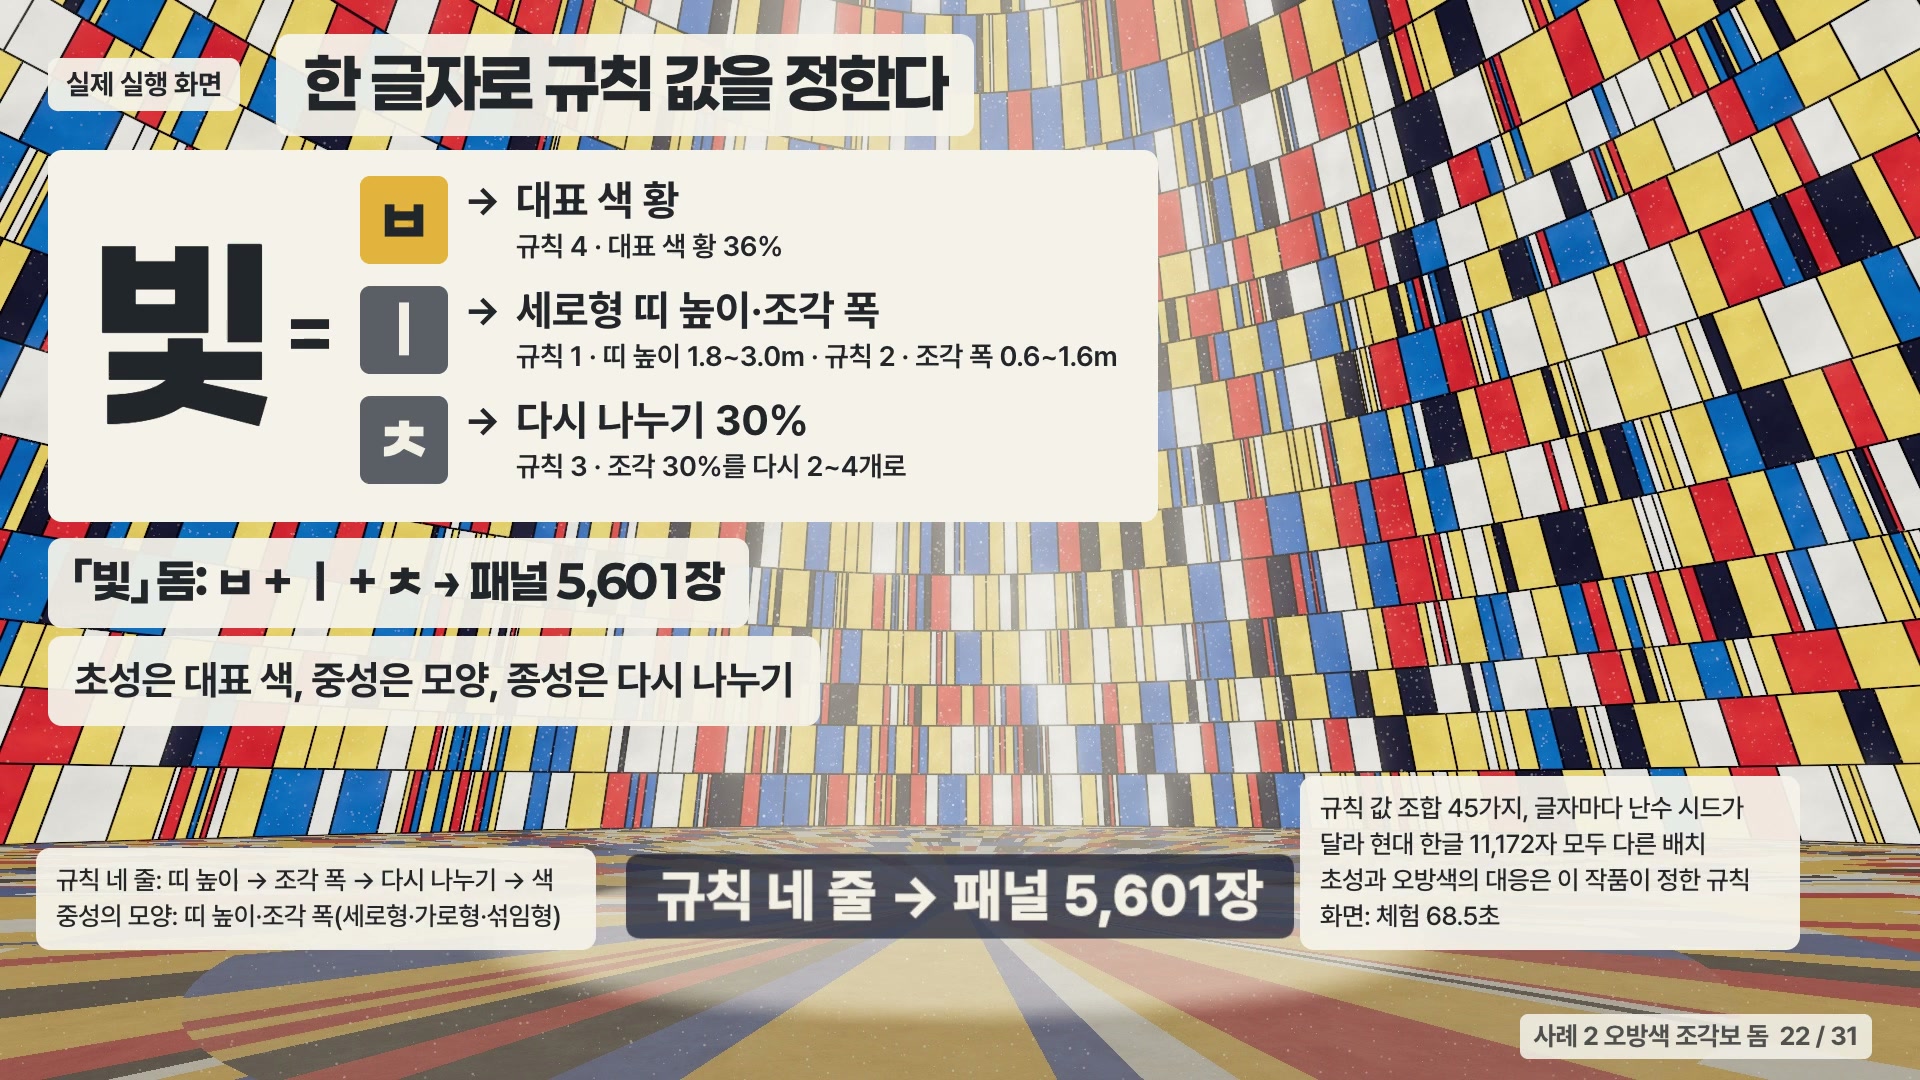 실제 실행 화면
한 글자로 규칙 값을 정한다
빛 =
ㅂ → 대표 색 황
규칙 4 · 대표 색 황 36%
ㅣ → 세로형 띠 높이·조각 폭
규칙 1 · 띠 높이 1.8~3.0m · 규칙 2 · 조각 폭 0.6~1.6m
ㅊ → 다시 나누기 30%
규칙 3 · 조각 30%를 다시 2~4개로
「빛」 돔: ㅂ + ㅣ + ㅊ → 패널 5,601장
초성은 대표 색, 중성은 모양, 종성은 다시 나누기
규칙 네 줄: 띠 높이 → 조각 폭 → 다시 나누기 → 색
중성의 모양: 띠 높이·조각 폭(세로형·가로형·섞임형)
규칙 네 줄 → 패널 5,601장
규칙 값 조합 45가지, 글자마다 난수 시드가
달라 현대 한글 11,172자 모두 다른 배치
초성과 오방색의 대응은 이 작품이 정한 규칙
화면: 체험 68.5초
사례 2 오방색 조각보 돔 22 / 31